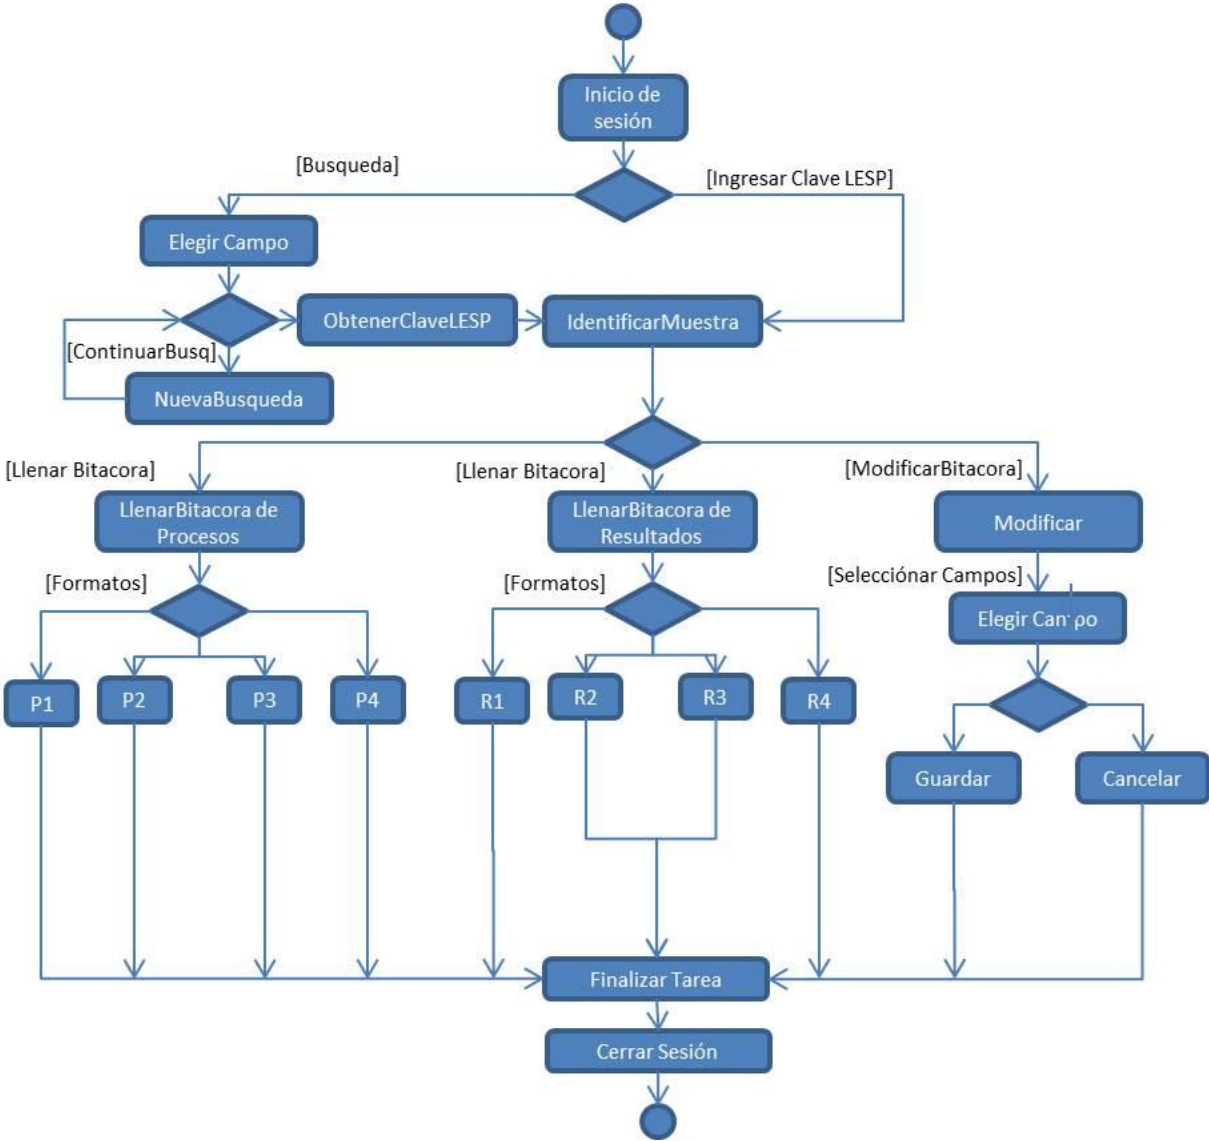 Inicio de
sesión
[Busqueda]
[Ingresar Clave LESP]
Elegir Campo
ObtenerClaveLESP
IdentificarMuestra
[ContinuarBusq]
NuevaBusqueda
[Llenar Bitacora]
[Llenar Bitacora]
[ModificarBitacora]
LlenarBitacora de
Procesos
LlenarBitacora de
Resultados
Modificar
[Formatos]
[Formatos]
[Selecciónar Campos]
Elegir Campo
P1
P2
P3
P4
R1
R2
R3
R4
Guardar
Cancelar
Finalizar Tarea
Cerrar Sesión